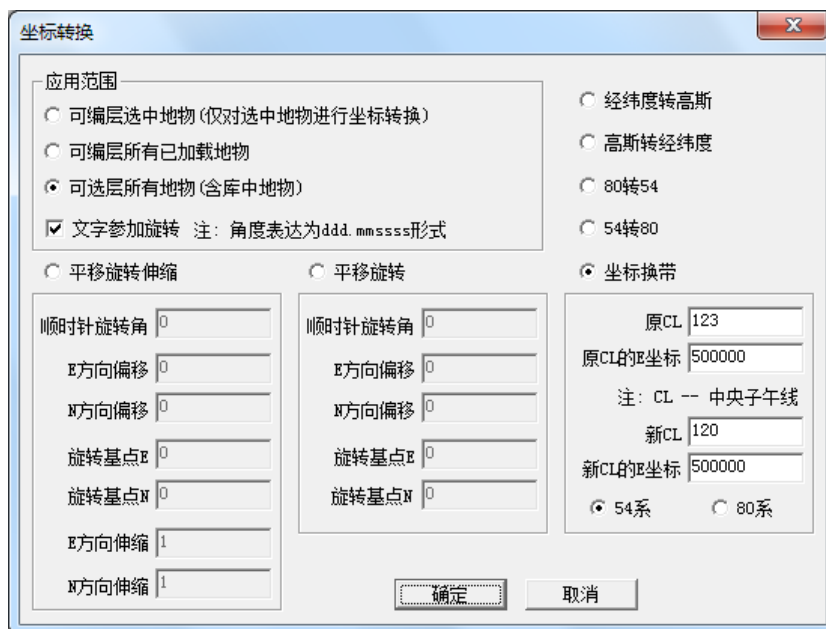 坐标转换
应用范围
可编层选中地物(仅对选中地物进行坐标转换)
可编层所有已加载地物
可选层所有地物(含库中地物)
文字参加旋转 注: 角度表达为ddd.mmssss形式
经纬度转高斯
高斯转经纬度
80转54
54转80
平移旋转伸缩
顺时针旋转角 0
E方向偏移 0
N方向偏移 0
旋转基点E 0
旋转基点N 0
E方向伸缩 1
N方向伸缩 1
平移旋转
顺时针旋转角 0
E方向偏移 0
N方向偏移 0
旋转基点E 0
旋转基点N 0
坐标换带
原CL 123
原CL的E坐标 500000
注: CL -- 中央子午线
新CL 120
新CL的E坐标 500000
54系 80系
确定 取消